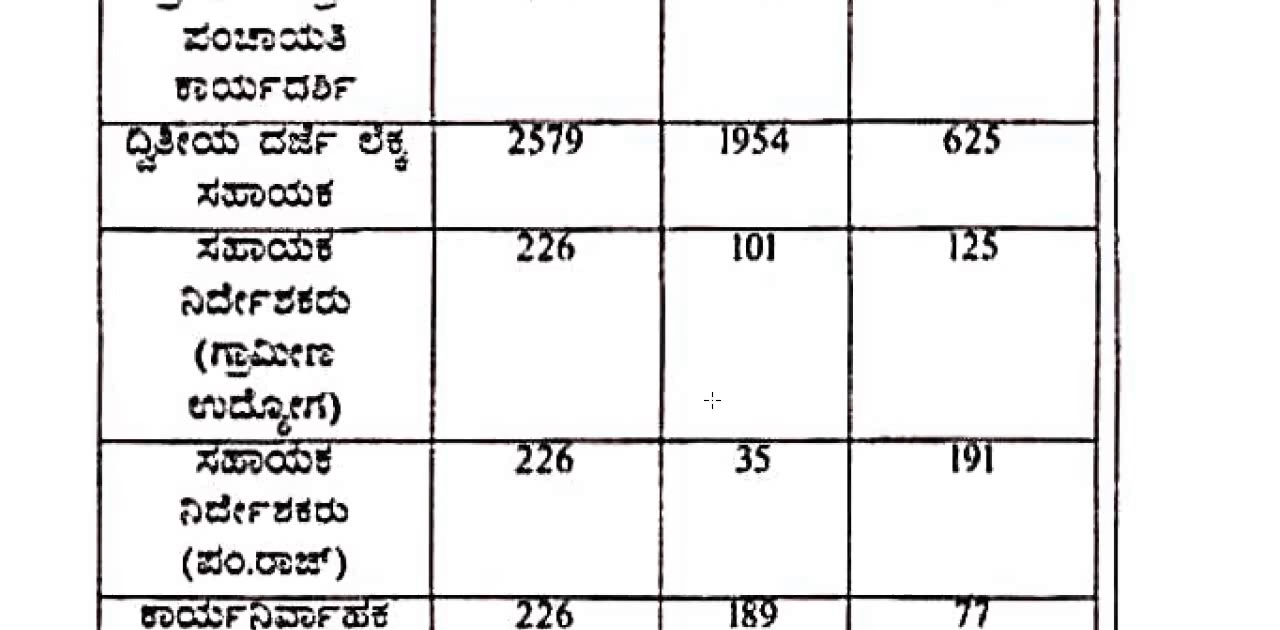 ಪಂಚಾಯತಿ
ಕಾರ್ಯದರ್ಶಿ
ದ್ವಿತೀಯ ದರ್ಜೆ ಲೆಕ್ಕ 2579 1954 625
ಸಹಾಯಕ
ಸಹಾಯಕ 226 101 125
ನಿರ್ದೇಶಕರು
(ಗ್ರಾಮೀಣ
ಉದ್ಯೋಗ)
ಸಹಾಯಕ 226 35 191
ನಿರ್ದೇಶಕರು
(ಪಂ.ರಾಜ್)
ಕಾರ್ಯನಿರ್ವಾಹಕ 226 189 77